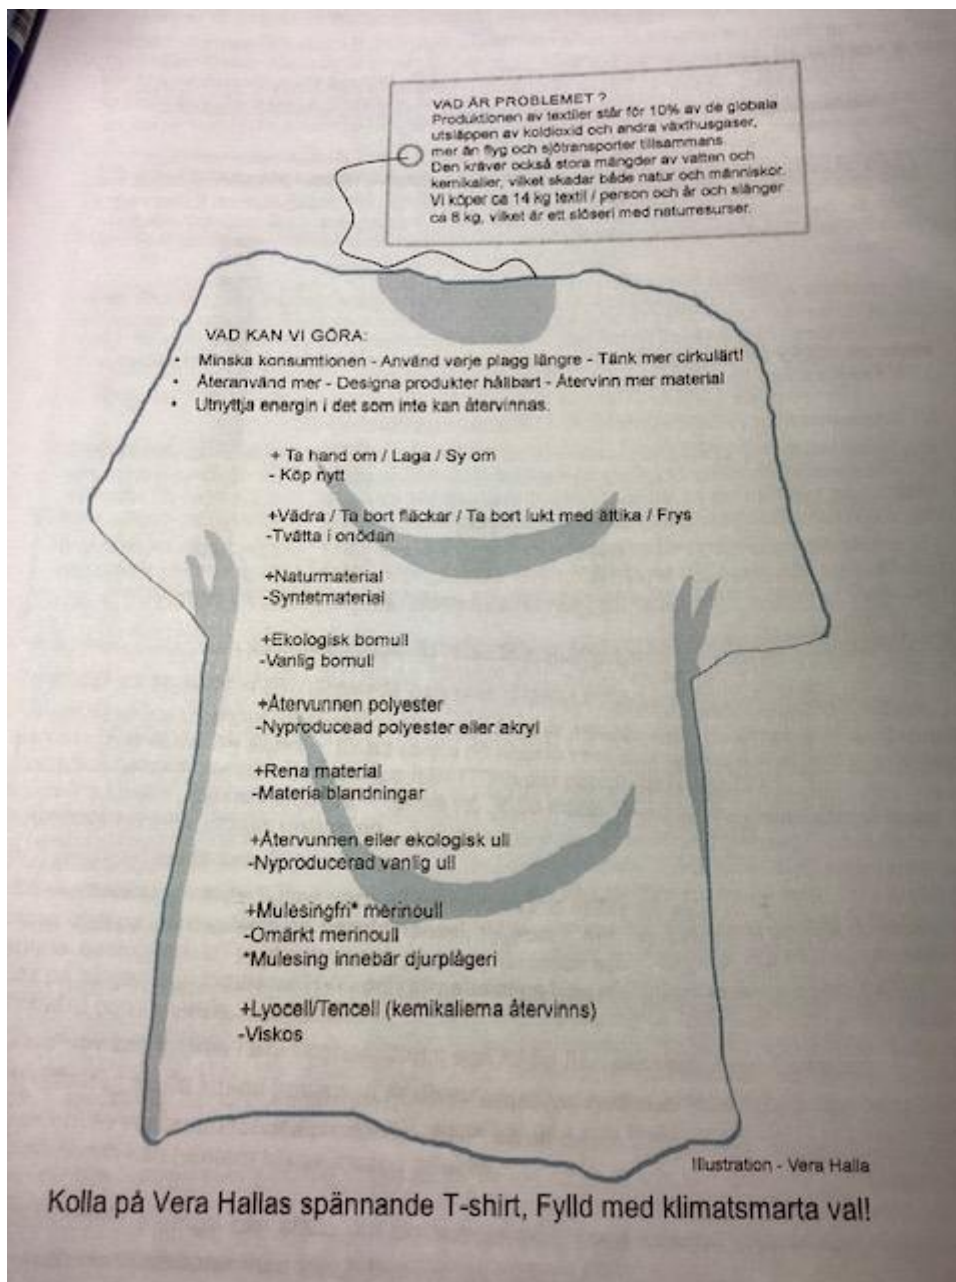 VAD ÄR PROBLEMET ?
Produktionen av textiler står för 10% av de globala
utsläppen av koldioxid och andra växthusgaser,
mer än flyg och sjötransporter tillsammans.
Den kräver också stora mängder av vatten och
kemikalier, vilket skadar både natur och människor.
Vi köper ca 14 kg textil / person och år och slänger
ca 8 kg, vilket är ett slöseri med naturresurser.
VAD KAN VI GÖRA:
• Minska konsumtionen - Använd varje plagg längre - Tänk mer cirkulärt!
• Återanvänd mer - Designa produkter hållbart - Återvinn mer material
• Utnyttja energin i det som inte kan återvinnas.
+ Ta hand om / Laga / Sy om
- Köp nytt
+Vädra / Ta bort fläckar / Ta bort lukt med ättika / Frys
-Tvätta i onödan
+Naturmaterial
-Syntetmaterial
+Ekologisk bomull
-Vanlig bomull
+Återvunnen polyester
-Nyproducead polyester eller akryl
+Rena material
-Materialblandningar
+Återvunnen eller ekologisk ull
-Nyproducerad vanlig ull
+Mulesingfri* merinoull
-Omärkt merinoull
*Mulesing innebär djurplågeri
+Lyocell/Tencell (kemikalierna återvinns)
-Viskos
Illustration - Vera Halla
Kolla på Vera Hallas spännande T-shirt, Fylld med klimatsmarta val!